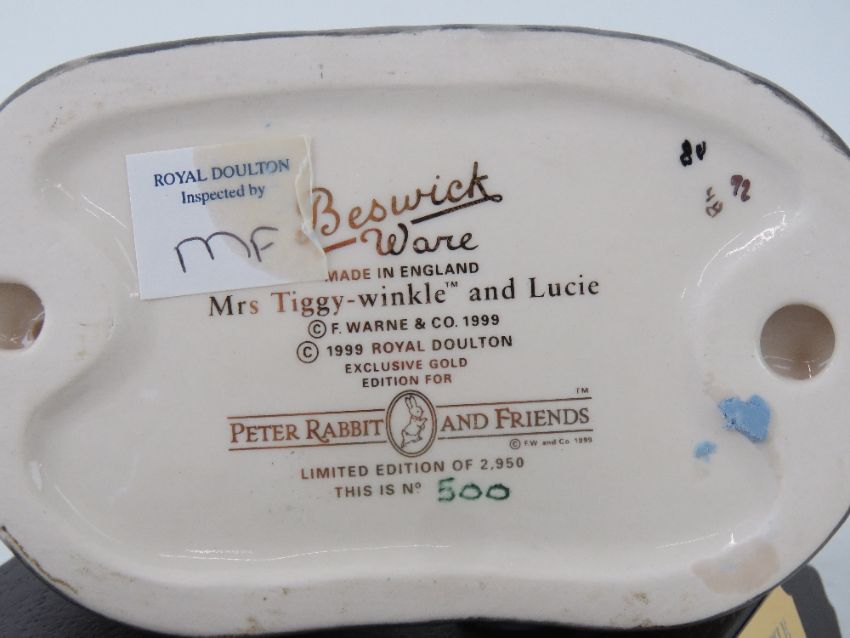 ROYAL DOULTON
Inspected by
MF
Beswick
Ware
MADE IN ENGLAND
Mrs Tiggy-winkle™ and Lucie
© F. WARNE & CO. 1999
© 1999 ROYAL DOULTON
EXCLUSIVE GOLD
EDITION FOR
PETER RABBIT AND FRIENDS™
© F.W and Co 1999
LIMITED EDITION OF 2,950
THIS IS Nº 500